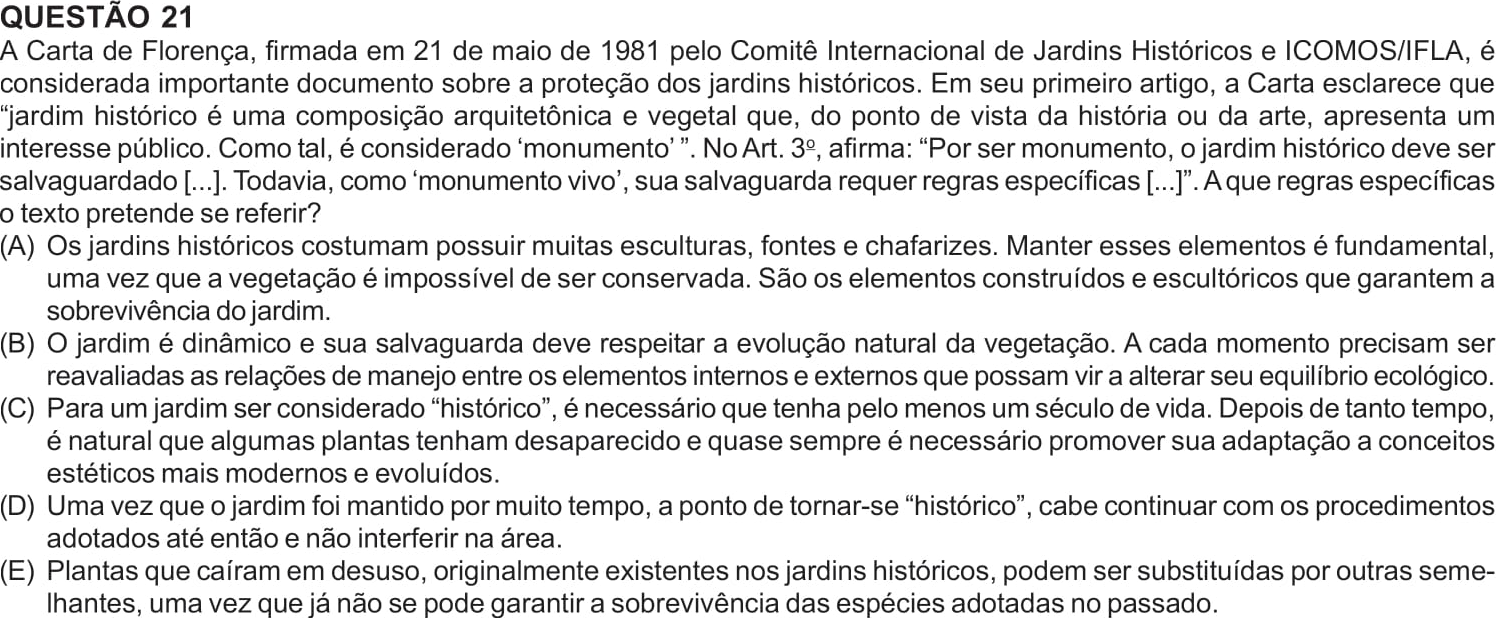 QUESTÃO 21
A Carta de Florença, firmada em 21 de maio de 1981 pelo Comitê Internacional de Jardins Históricos e ICOMOS/IFLA, é
considerada importante documento sobre a proteção dos jardins históricos. Em seu primeiro artigo, a Carta esclarece que
“jardim histórico é uma composição arquitetônica e vegetal que, do ponto de vista da história ou da arte, apresenta um
interesse público. Como tal, é considerado ‘monumento’ ”. No Art. 3º, afirma: “Por ser monumento, o jardim histórico deve ser
salvaguardado [...]. Todavia, como ‘monumento vivo’, sua salvaguarda requer regras específicas [...]”. A que regras específicas
o texto pretende se referir?
(A) Os jardins históricos costumam possuir muitas esculturas, fontes e chafarizes. Manter esses elementos é fundamental,
uma vez que a vegetação é impossível de ser conservada. São os elementos construídos e escultóricos que garantem a
sobrevivência do jardim.
(B) O jardim é dinâmico e sua salvaguarda deve respeitar a evolução natural da vegetação. A cada momento precisam ser
reavaliadas as relações de manejo entre os elementos internos e externos que possam vir a alterar seu equilíbrio ecológico.
(C) Para um jardim ser considerado “histórico”, é necessário que tenha pelo menos um século de vida. Depois de tanto tempo,
é natural que algumas plantas tenham desaparecido e quase sempre é necessário promover sua adaptação a conceitos
estéticos mais modernos e evoluídos.
(D) Uma vez que o jardim foi mantido por muito tempo, a ponto de tornar-se “histórico”, cabe continuar com os procedimentos
adotados até então e não interferir na área.
(E) Plantas que caíram em desuso, originalmente existentes nos jardins históricos, podem ser substituídas por outras seme-
lhantes, uma vez que já não se pode garantir a sobrevivência das espécies adotadas no passado.